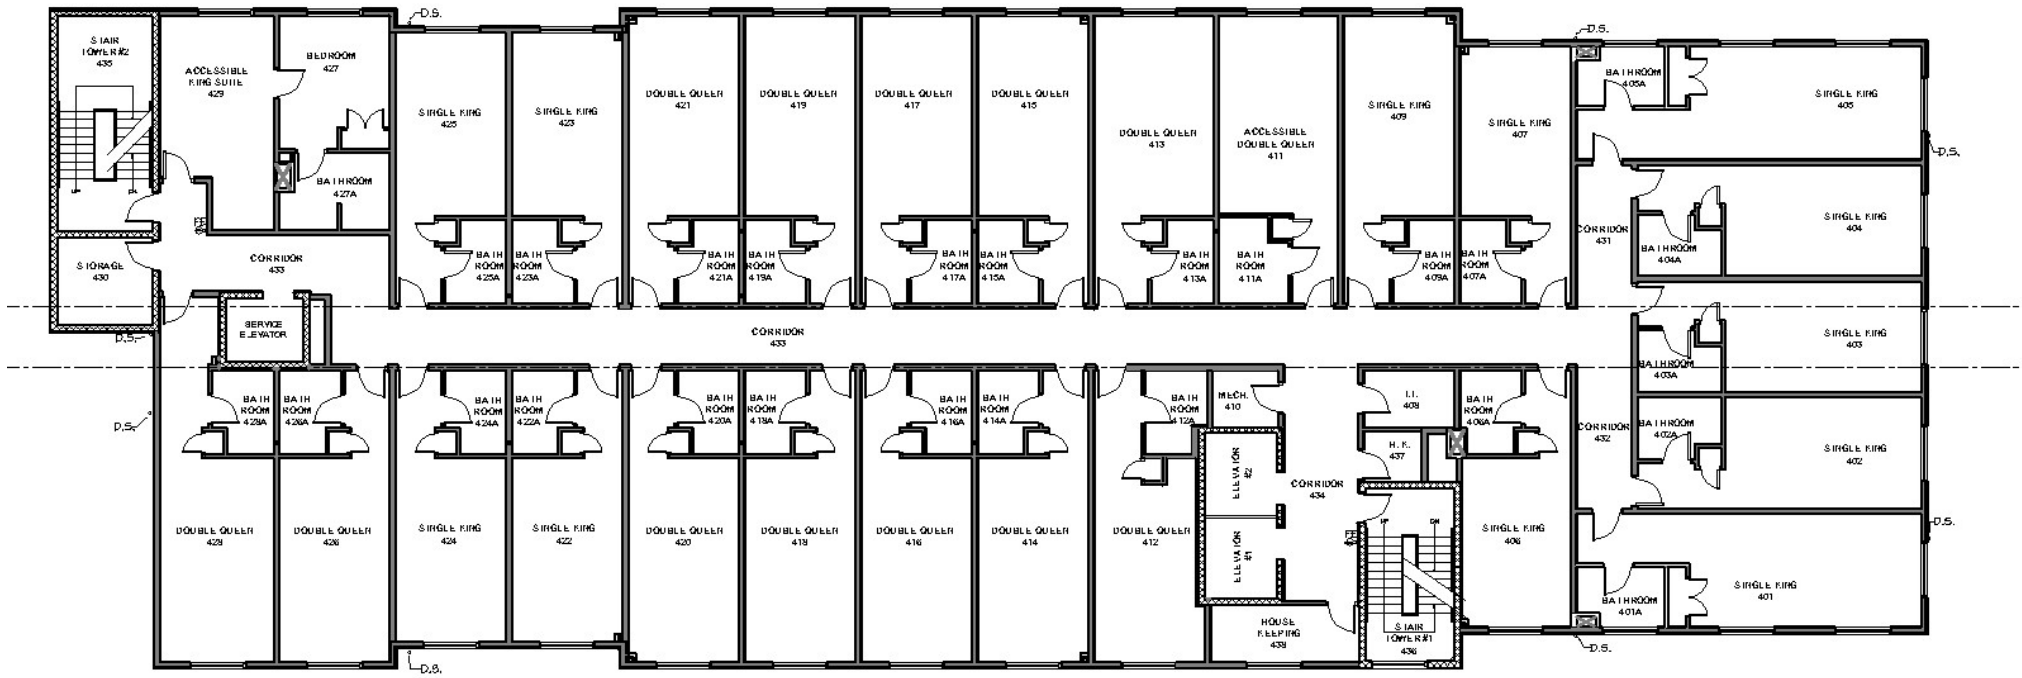 D.S.
D.S.
STAIR
TOWER #2
435
ACCESSIBLE
KING SUITE
429
BEDROOM
427
SINGLE KING
425
SINGLE KING
423
DOUBLE QUEEN
421
DOUBLE QUEEN
419
DOUBLE QUEEN
417
DOUBLE QUEEN
415
DOUBLE QUEEN
413
ACCESSIBLE
DOUBLE QUEEN
411
SINGLE KING
409
SINGLE KING
407
BATHROOM
405A
SINGLE KING
405
D.S.
UP
DN
BATHROOM
427A
FE
SINGLE KING
404
CORRIDOR
431
BATHROOM
404A
STORAGE
430
CORRIDOR
433
BATH
ROOM
425A
BATH
ROOM
423A
BATH
ROOM
421A
BATH
ROOM
419A
BATH
ROOM
417A
BATH
ROOM
415A
BATH
ROOM
413A
BATH
ROOM
411A
BATH
ROOM
409A
BATH
ROOM
407A
SERVICE
ELEVATOR
D.S.
CORRIDOR
433
SINGLE KING
403
BATHROOM
403A
D.S.
BATH
ROOM
428A
BATH
ROOM
426A
BATH
ROOM
424A
BATH
ROOM
422A
BATH
ROOM
420A
BATH
ROOM
418A
BATH
ROOM
416A
BATH
ROOM
414A
BATH
ROOM
412A
MECH.
410
I.T.
408
BATH
ROOM
406A
CORRIDOR
432
BATHROOM
402A
SINGLE KING
402
H.K.
437
ELEVATOR
#2
CORRIDOR
434
DOUBLE QUEEN
428
DOUBLE QUEEN
426
SINGLE KING
424
SINGLE KING
422
DOUBLE QUEEN
420
DOUBLE QUEEN
418
DOUBLE QUEEN
416
DOUBLE QUEEN
414
DOUBLE QUEEN
412
ELEVATOR
#1
FE
UP
DN
SINGLE KING
406
D.S.
SINGLE KING
401
BATHROOM
401A
HOUSE
KEEPING
438
STAIR
TOWER #1
436
D.S.
D.S.